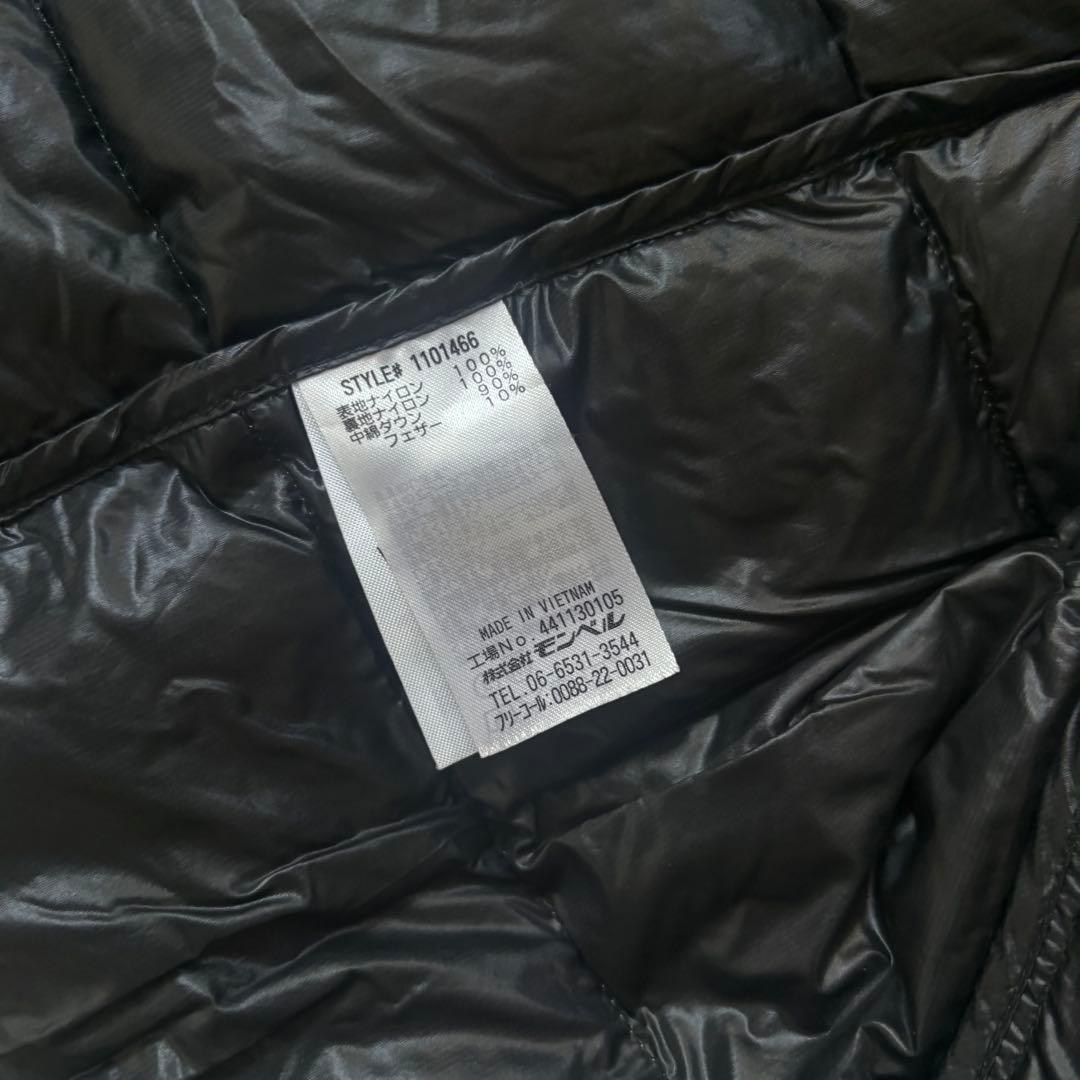 STYLE# 1101466
表地ナイロン 100%
裏地ナイロン 100%
中綿ダウン 90%
フェザー 10%
MADE IN VIETNAM
工場No.441130105
株式会社モンベル
TEL.06-6531-3544
フリーコール:0088-22-0031